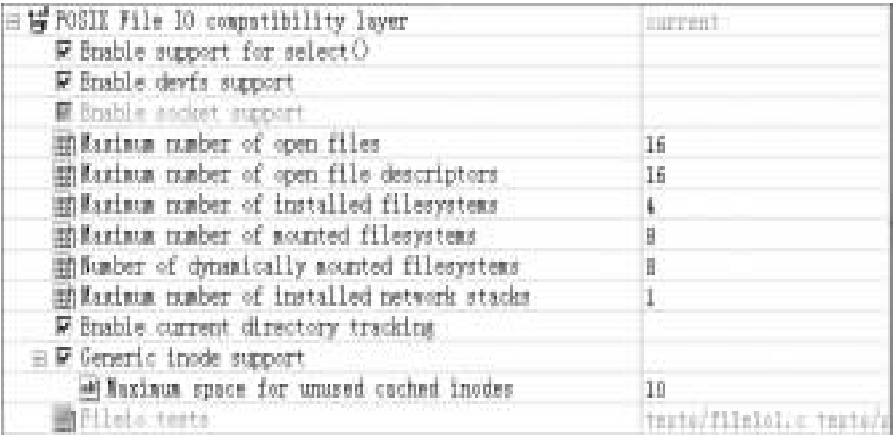 POSIX File IO compatibility layer current
Enable support for select()
Enable devfs support
Enable socket support
Maximum number of open files 16
Maximum number of open file descriptors 16
Maximum number of installed filesystems 4
Maximum number of mounted filesystems 8
Number of dynamically mounted filesystems 8
Maximum number of installed network stacks 1
Enable current directory tracking
Generic inode support
Maximum space for unused cached inodes 10
Fileio tests tests/fileio1.c